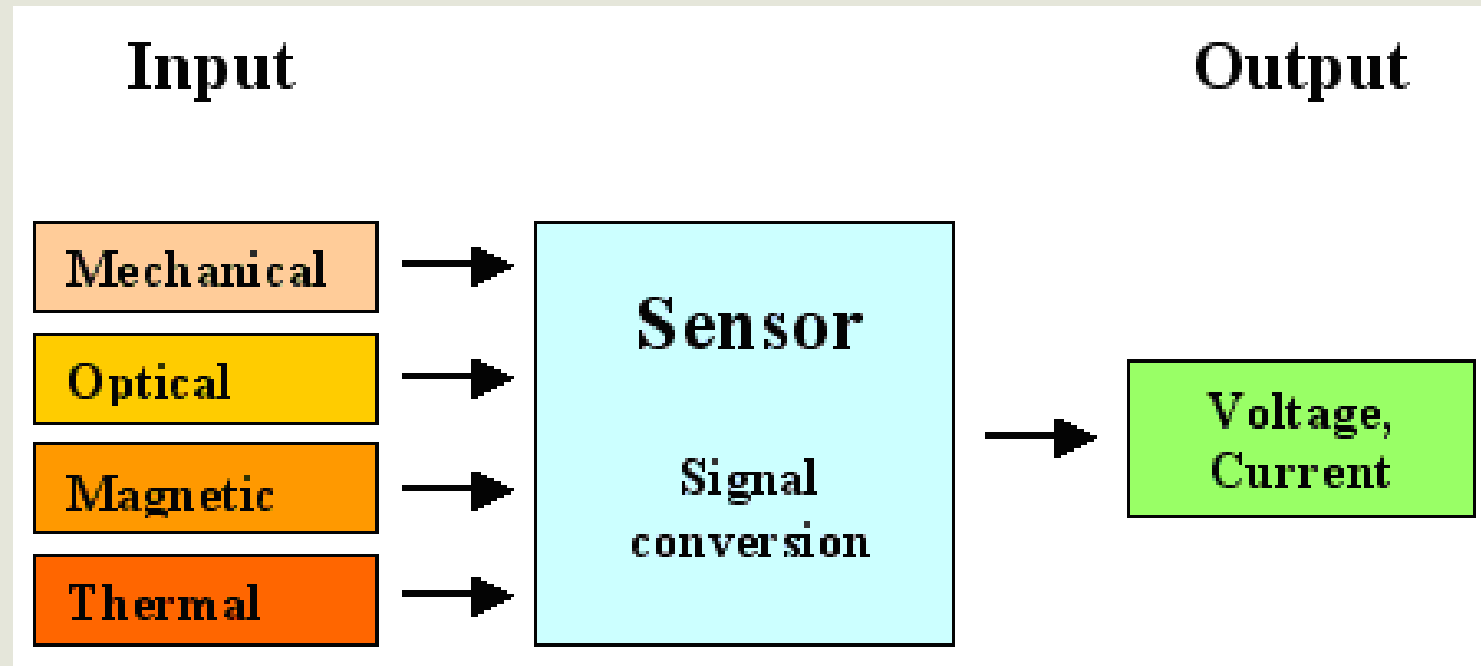 Input
Output
Mechanical
Optical
Magnetic
Thermal
Sensor
Signal
conversion
Voltage,
Current